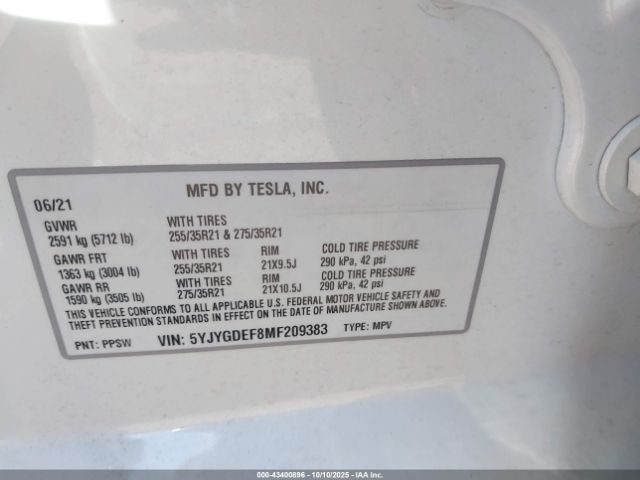 MFD BY TESLA, INC.
06/21
GVWR WITH TIRES
2591 kg (5712 lb) 255/35R21 & 275/35R21
GAWR FRT WITH TIRES RIM COLD TIRE PRESSURE
1363 kg (3004 lb) 255/35R21 21X9.5J 290 kPa, 42 psi
GAWR RR WITH TIRES RIM COLD TIRE PRESSURE
1590 kg (3505 lb) 275/35R21 21X10.5J 290 kPa, 42 psi
THIS VEHICLE CONFORMS TO ALL APPLICABLE U.S. FEDERAL MOTOR VEHICLE SAFETY AND
THEFT PREVENTION STANDARDS IN EFFECT ON THE DATE OF MANUFACTURE SHOWN ABOVE.
PNT: PPSW VIN: 5YJYGDEF8MF209383 TYPE: MPV
000-43400896 - 10/10/2025 - © IAA Inc.